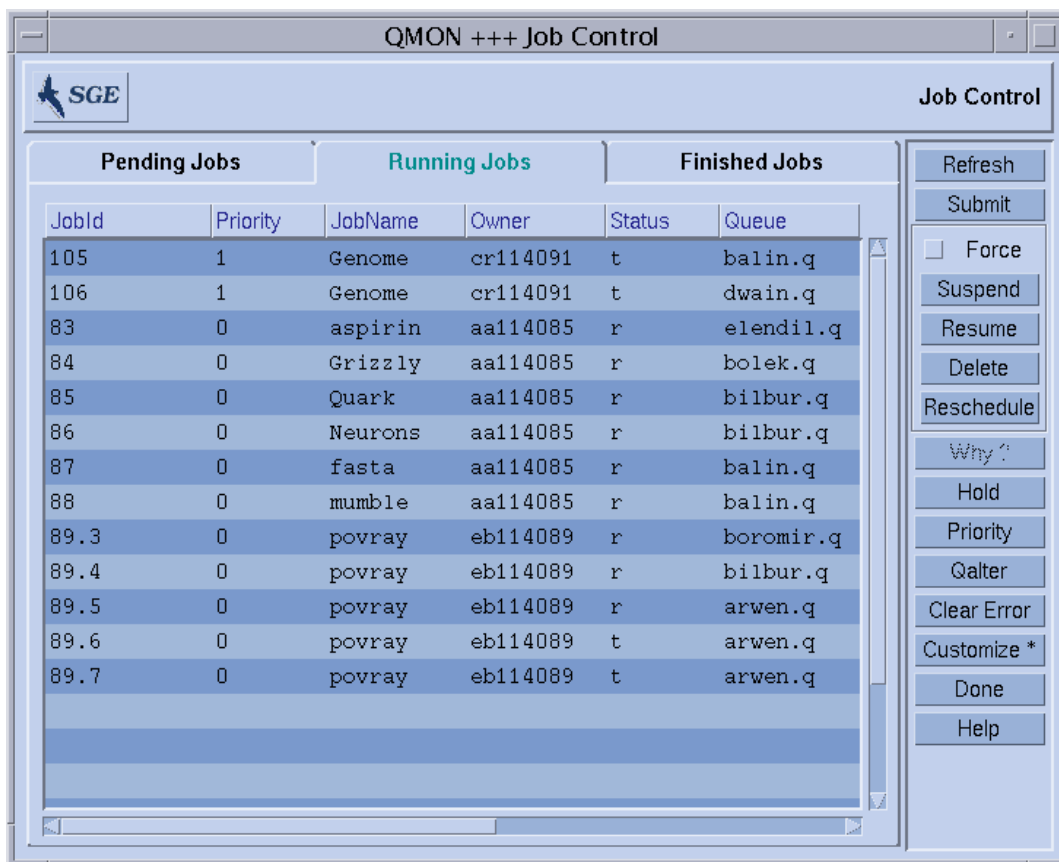 QMON +++ Job Control
SGE
Job Control
Pending Jobs Running Jobs Finished Jobs
JobId Priority JobName Owner Status Queue
105 1 Genome cr114091 t balin.q
106 1 Genome cr114091 t dwain.q
83 0 aspirin aa114085 r elendil.q
84 0 Grizzly aa114085 r bolek.q
85 0 Quark aa114085 r bilbur.q
86 0 Neurons aa114085 r bilbur.q
87 0 fasta aa114085 r balin.q
88 0 mumble aa114085 r balin.q
89.3 0 povray eb114089 r boromir.q
89.4 0 povray eb114089 r bilbur.q
89.5 0 povray eb114089 r arwen.q
89.6 0 povray eb114089 t arwen.q
89.7 0 povray eb114089 t arwen.q
Refresh
Submit
Force
Suspend
Resume
Delete
Reschedule
Why ?
Hold
Priority
Qalter
Clear Error
Customize *
Done
Help